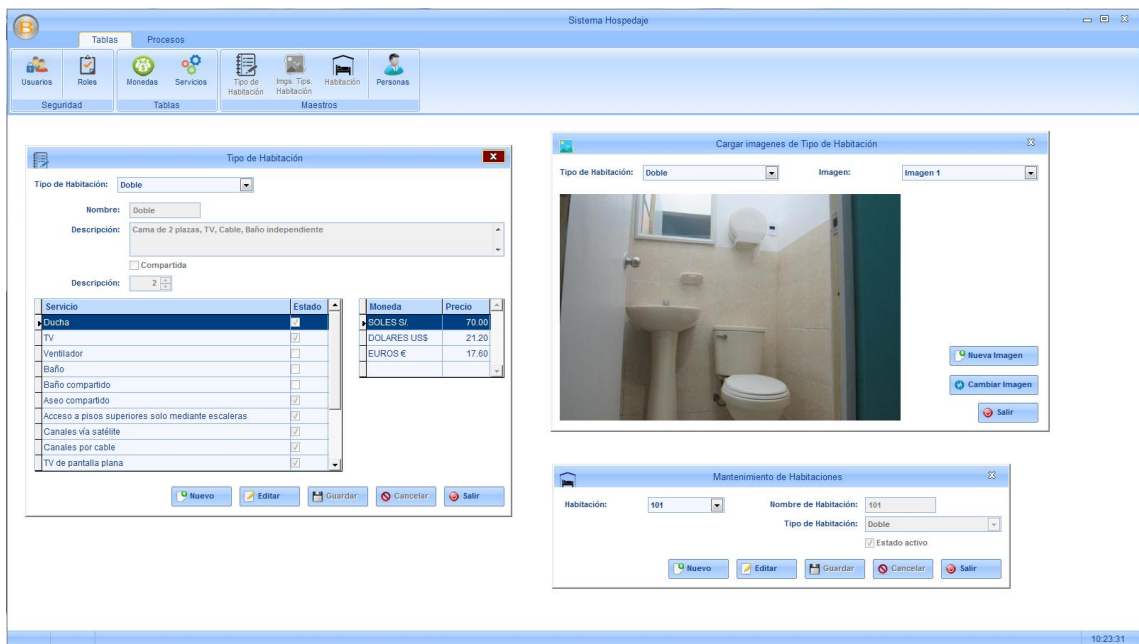 Sistema Hospedaje
B
Tablas Procesos
Usuarios Roles Monedas Servicios Tipo de Habitación Imgs. Tips. Habitación Habitación Personas
Seguridad Tablas Maestros
Tipo de Habitación
Tipo de Habitación: Doble
Nombre: Doble
Descripción: Cama de 2 plazas, TV, Cable, Baño independiente
Compartida
Descripción: 2
Servicio Estado
Ducha
TV
Ventilador
Baño
Baño compartido
Aseo compartido
Acceso a pisos superiores solo mediante escaleras
Canales vía satélite
Canales por cable
TV de pantalla plana
Moneda Precio
SOLES S/. 70.00
DOLARES US$ 21.20
EUROS € 17.60
Nuevo Editar Guardar Cancelar Salir
Cargar imagenes de Tipo de Habitación
Tipo de Habitación: Doble Imagen: Imagen 1
Nueva Imagen
Cambiar Imagen
Salir
Mantenimiento de Habitaciones
Habitación: 101 Nombre de Habitación: 101
Tipo de Habitación: Doble
Estado activo
Nuevo Editar Guardar Cancelar Salir
10:23:31